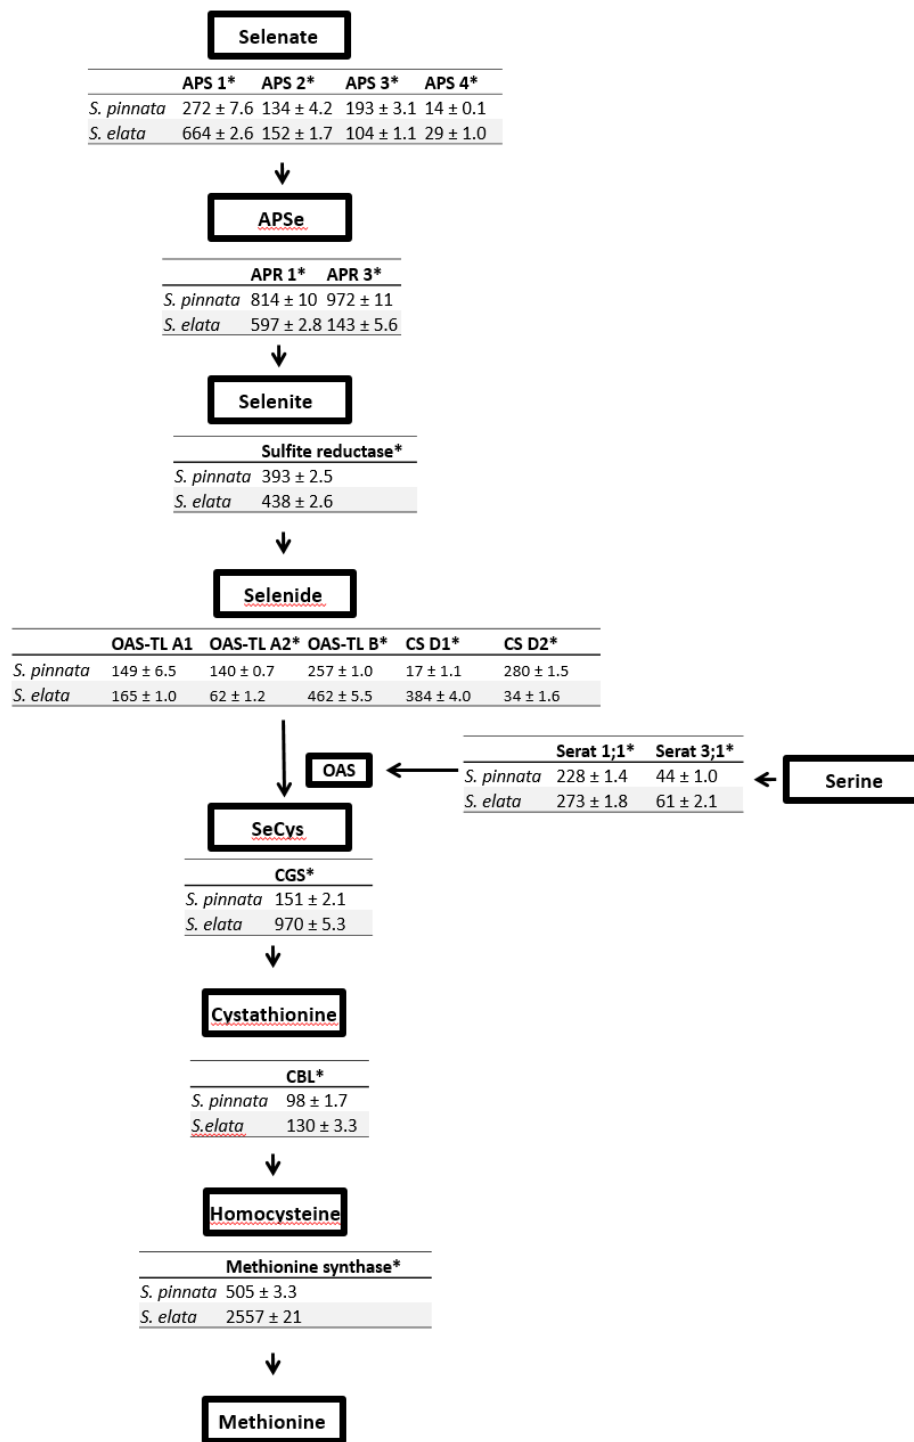 Selenate
APS 1* APS 2* APS 3* APS 4*
S. pinnata 272 ± 7.6 134 ± 4.2 193 ± 3.1 14 ± 0.1
S. elata 664 ± 2.6 152 ± 1.7 104 ± 1.1 29 ± 1.0
APSe
APR 1* APR 3*
S. pinnata 814 ± 10 972 ± 11
S. elata 597 ± 2.8 143 ± 5.6
Selenite
Sulfite reductase*
S. pinnata 393 ± 2.5
S. elata 438 ± 2.6
Selenide
OAS-TL A1 OAS-TL A2* OAS-TL B* CS D1* CS D2*
S. pinnata 149 ± 6.5 140 ± 0.7 257 ± 1.0 17 ± 1.1 280 ± 1.5
S. elata 165 ± 1.0 62 ± 1.2 462 ± 5.5 384 ± 4.0 34 ± 1.6
Serat 1;1* Serat 3;1*
S. pinnata 228 ± 1.4 44 ± 1.0
S. elata 273 ± 1.8 61 ± 2.1
OAS
Serine
SeCys
CGS*
S. pinnata 151 ± 2.1
S. elata 970 ± 5.3
Cystathionine
CBL*
S. pinnata 98 ± 1.7
S.elata 130 ± 3.3
Homocysteine
Methionine synthase*
S. pinnata 505 ± 3.3
S. elata 2557 ± 21
Methionine